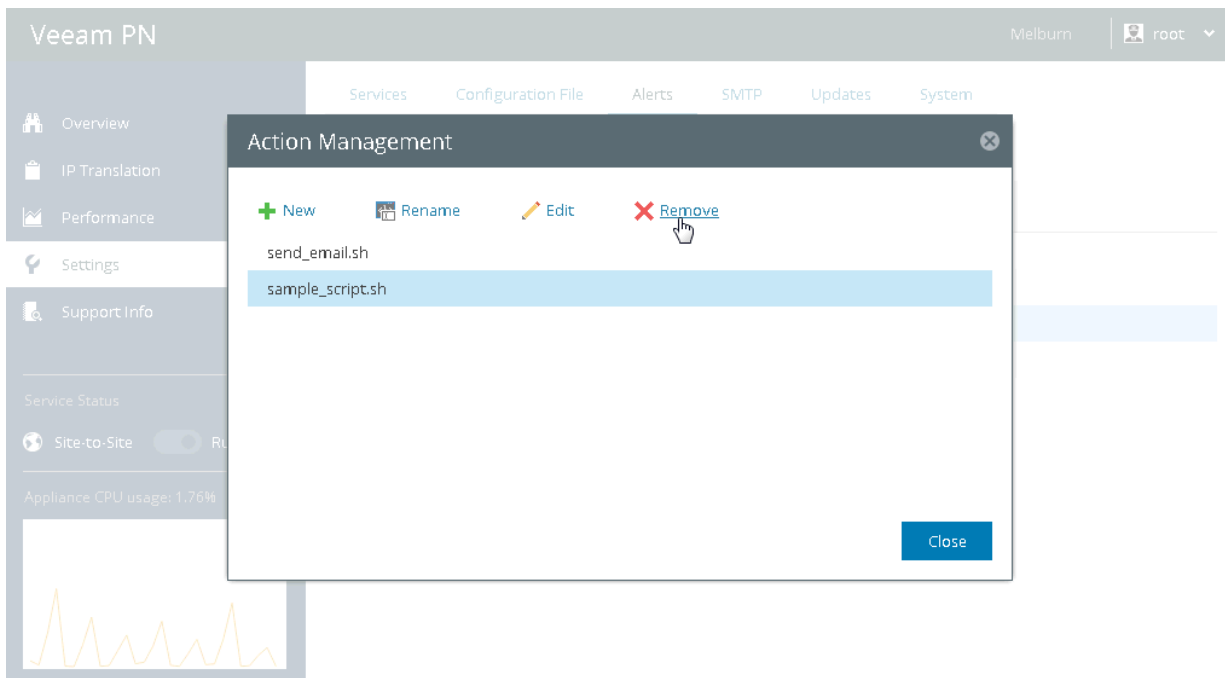 Veeam PN
Melburn root
Services Configuration File Alerts SMTP Updates System
Overview
IP Translation
Performance
Settings
Support Info
Service Status
Site-to-Site
Appliance CPU usage: 1.76%
Action Management
New Rename Edit Remove
send_email.sh
sample_script.sh
Close